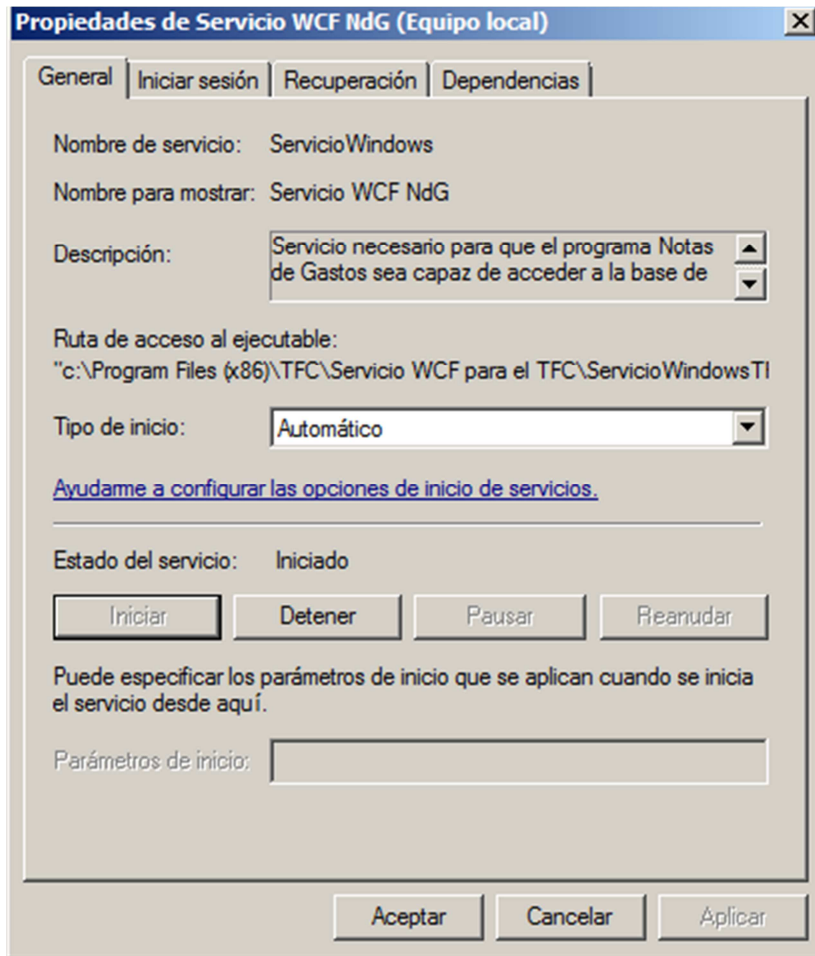 Propiedades de Servicio WCF NdG (Equipo local)
General Iniciar sesión Recuperación Dependencias
Nombre de servicio: ServicioWindows
Nombre para mostrar: Servicio WCF NdG
Descripción: Servicio necesario para que el programa Notas
de Gastos sea capaz de acceder a la base de
Ruta de acceso al ejecutable:
"c:\Program Files (x86)\TFC\Servicio WCF para el TFC\ServicioWindowsTI
Tipo de inicio: Automático
Ayudarme a configurar las opciones de inicio de servicios.
Estado del servicio: Iniciado
Iniciar Detener Pausar Reanudar
Puede especificar los parámetros de inicio que se aplican cuando se inicia
el servicio desde aquí.
Parámetros de inicio:
Aceptar Cancelar Aplicar